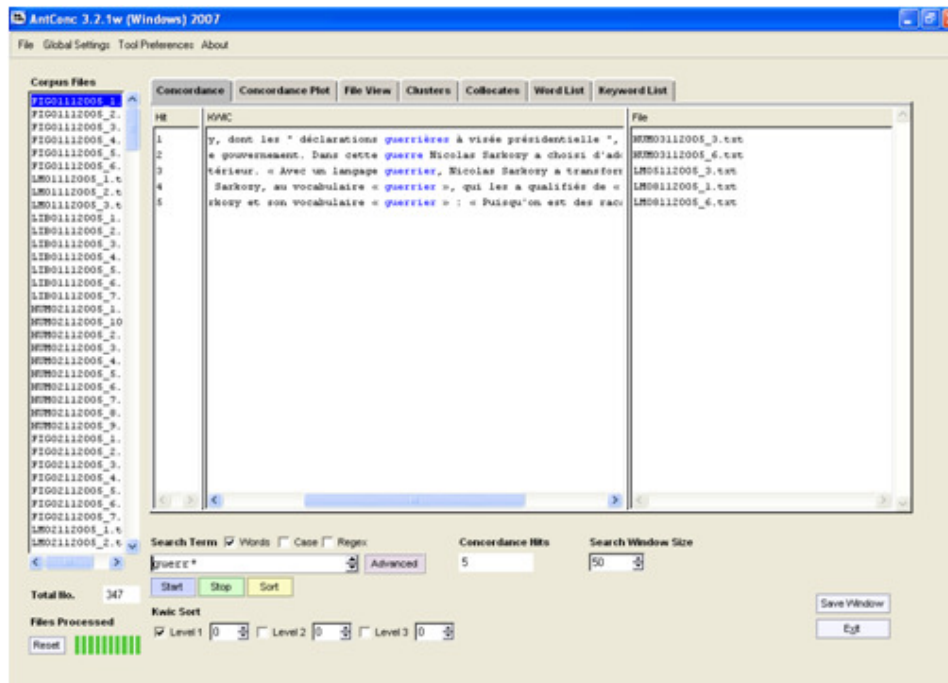 AntConc 3.2.1w (Windows) 2007
File Global Settings Tool Preferences About
Corpus Files
FIG01112005_1.
FIG01112005_2.
FIG01112005_3.
FIG01112005_4.
FIG01112005_5.
FIG01112005_6.
LM01112005_1.t
LM01112005_2.t
LM01112005_3.t
LIB01112005_1.
LIB01112005_2.
LIB01112005_3.
LIB01112005_4.
LIB01112005_5.
LIB01112005_6.
LIB01112005_7.
HUM02112005_1.
HUM02112005_10
HUM02112005_2.
HUM02112005_3.
HUM02112005_4.
HUM02112005_5.
HUM02112005_6.
HUM02112005_7.
HUM02112005_8.
HUM02112005_9.
FIG02112005_1.
FIG02112005_2.
FIG02112005_3.
FIG02112005_4.
FIG02112005_5.
FIG02112005_6.
FIG02112005_7.
LM02112005_1.t
LM02112005_2.t
Total No. 347
Files Processed
Reset
Concordance Concordance Plot File View Clusters Collocates Word List Keyword List
Hit KWIC File
1 y, dont les " déclarations guerrières à visée présidentielle ", HUM03112005_3.txt
2 e gouvernement. Dans cette guerre Nicolas Sarkozy a choisi d'ad HUM03112005_6.txt
3 térieur. « Avec un langage guerrier, Nicolas Sarkozy a transfor LM05112005_3.txt
4 Sarkozy, au vocabulaire « guerrier », qui les a qualifiés de « LM08112005_1.txt
5 rkozy et son vocabulaire « guerrier » : « Puisqu'on est des rac LM08112005_6.txt
Search Term Words Case Regex Concordance Hits Search Window Size
guerr* Advanced 5 50
Start Stop Sort
Kwic Sort
Level 1 0 Level 2 0 Level 3 0
Save Window
Exit